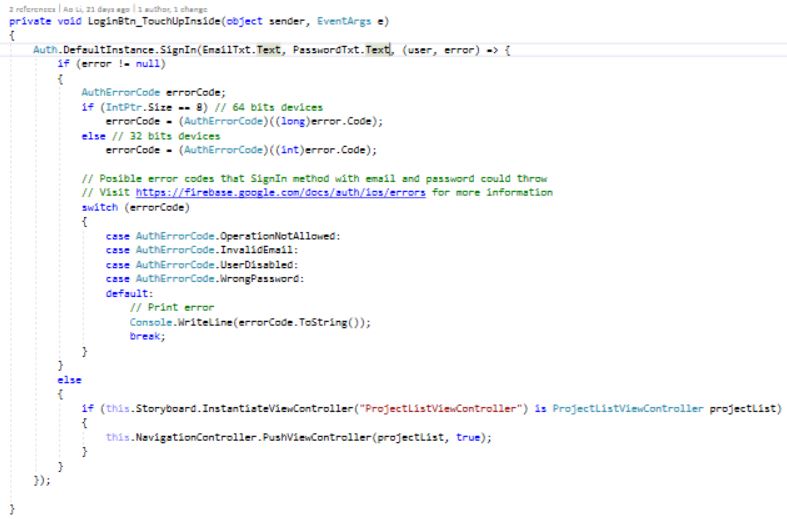 2 references | Ao Li, 21 days ago | 1 author, 1 change
private void LoginBtn_TouchUpInside(object sender, EventArgs e)
{
    Auth.DefaultInstance.SignIn(EmailTxt.Text, PasswordTxt.Text, (user, error) => {
        if (error != null)
        {
            AuthErrorCode errorCode;
            if (IntPtr.Size == 8) // 64 bits devices
                errorCode = (AuthErrorCode)((long)error.Code);
            else // 32 bits devices
                errorCode = (AuthErrorCode)((int)error.Code);

            // Posible error codes that SignIn method with email and password could throw
            // Visit https://firebase.google.com/docs/auth/ios/errors for more information
            switch (errorCode)
            {
                case AuthErrorCode.OperationNotAllowed:
                case AuthErrorCode.InvalidEmail:
                case AuthErrorCode.UserDisabled:
                case AuthErrorCode.WrongPassword:
                default:
                    // Print error
                    Console.WriteLine(errorCode.ToString());
                    break;
            }
        }
        else
        {
            if (this.Storyboard.InstantiateViewController("ProjectListViewController") is ProjectListViewController projectList)
            {
                this.NavigationController.PushViewController(projectList, true);
            }
        }
    });

}